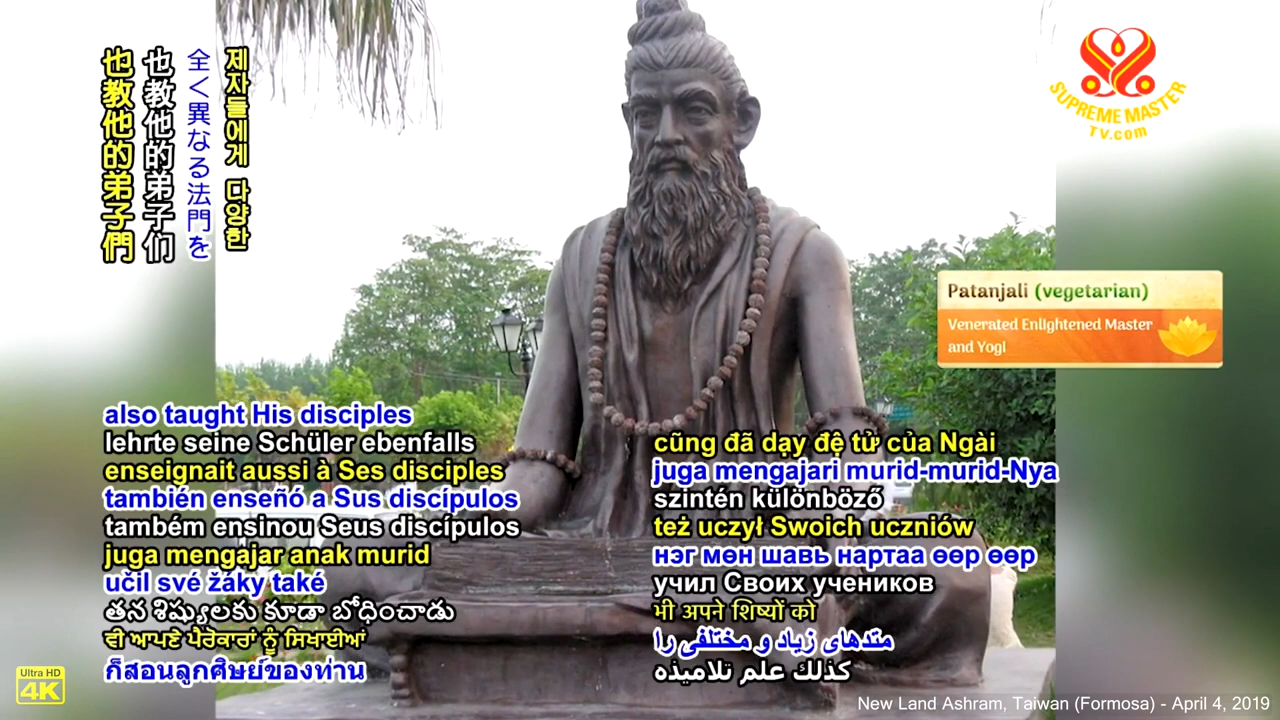 제자들에게 다양한
全く異なる法門を
也教他的弟子们
也教他的弟子們
SUPREME MASTER
TV.com
Patanjali (vegetarian)
Venerated Enlightened Master
and Yogi
also taught His disciples
lehrte seine Schüler ebenfalls
enseignait aussi à Ses disciples
también enseñó a Sus discípulos
também ensinou Seus discípulos
juga mengajar anak murid
učil své žáky také
తన శిష్యులకు కూడా బోధించాడు
ਵੀ ਆਪਣੇ ਪੈਰੋਕਾਰਾਂ ਨੂੰ ਸਿਖਾਈਆਂ
ก็สอนลูกศิษย์ของท่าน
cũng đã dạy đệ tử của Ngài
juga mengajari murid-murid-Nya
szintén különböző
też uczył Swoich uczniów
нэг мөн шавь нартаа өөр өөр
учил Своих учеников
भी अपने शिष्यों को
متدهای زیاد و مختلفی را
كذلك علم تلاميذه
Ultra HD
4K
New Land Ashram, Taiwan (Formosa) - April 4, 2019